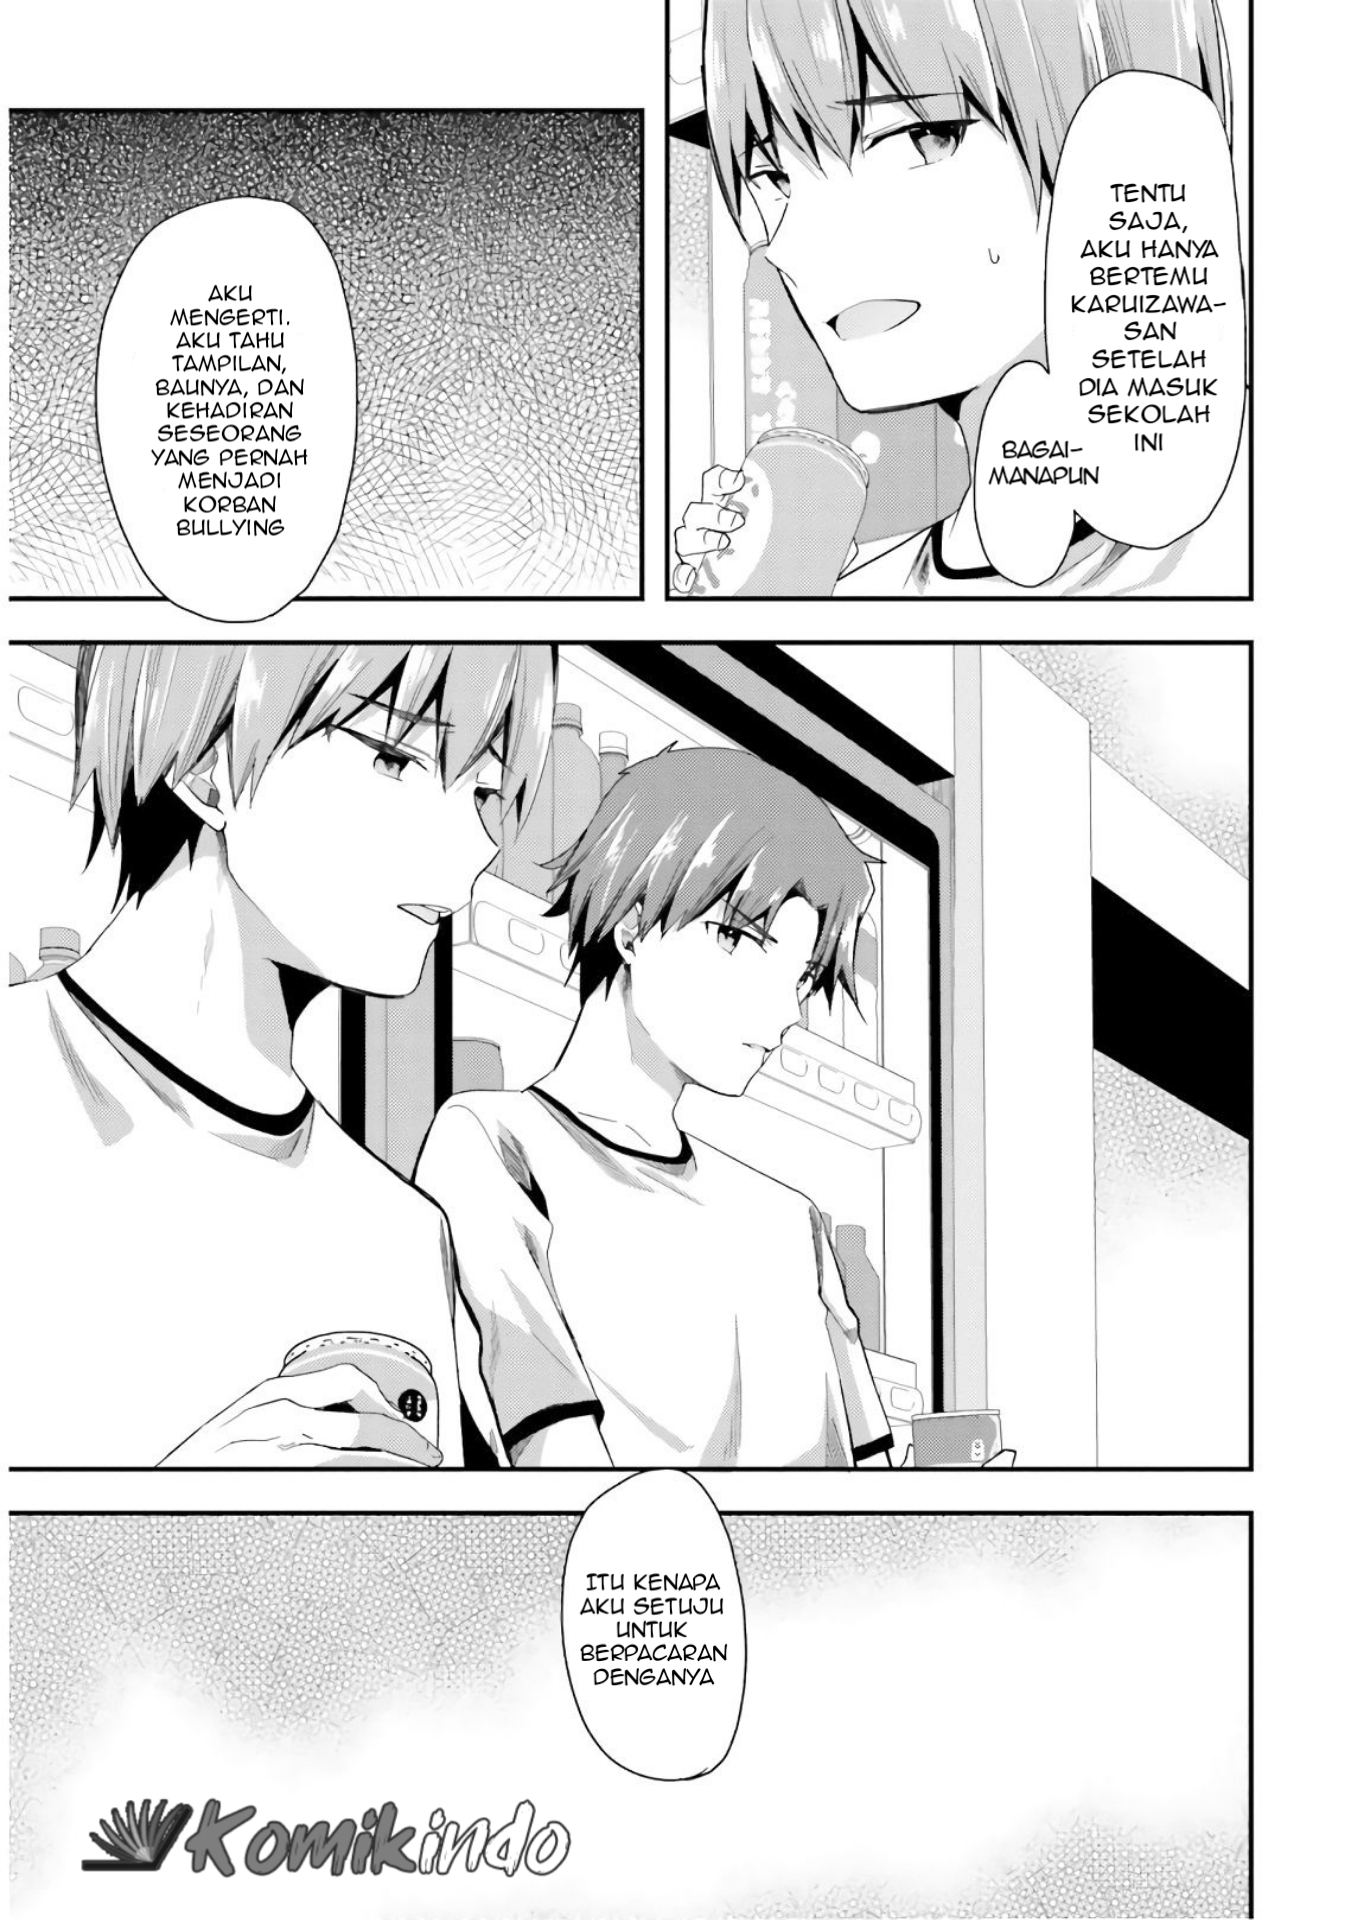 TENTU
SAJA,
AKU HANYA
BERTEMU
KARUIZAWA-
SAN
SETELAH
DIA MASUK
SEKOLAH
INI
BAGAI-
MANAPUN
AKU
MENGERTI.
AKU TAHU
TAMPILAN,
BAUNYA, DAN
KEHADIRAN
SESEORANG
YANG PERNAH
MENJADI
KORBAN
BULLYING
ITU KENAPA
AKU SETUJU
UNTUK
BERPACARAN
DENGANYA
Komikindo